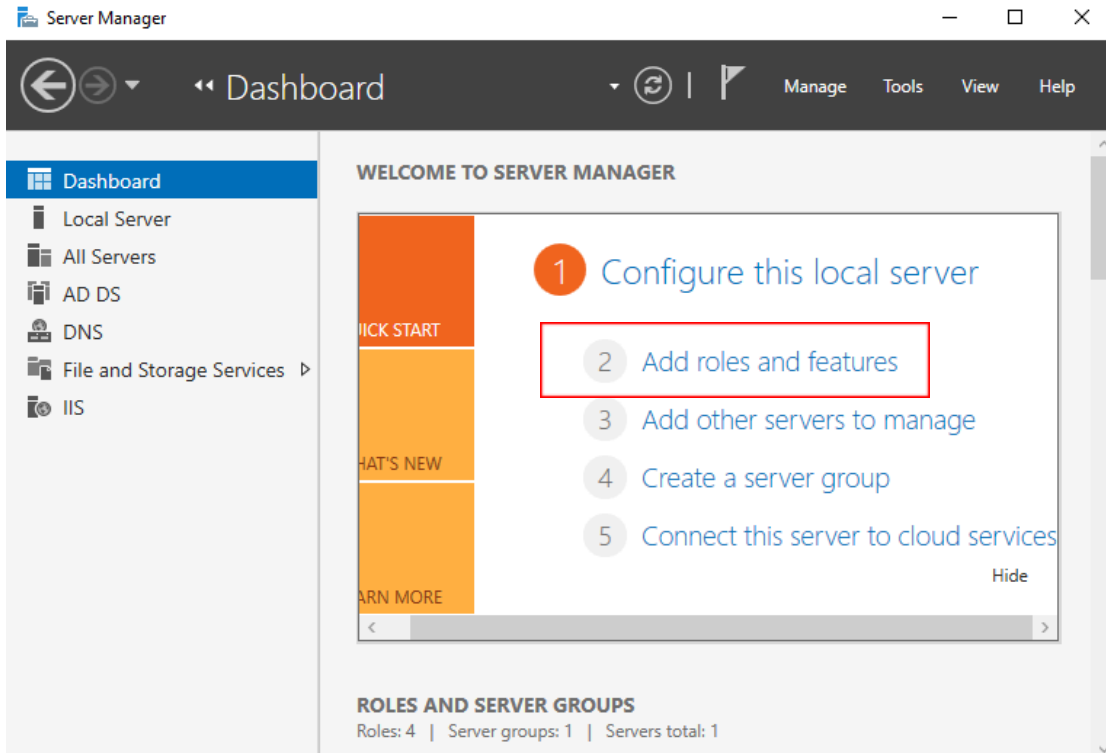 Server Manager
Dashboard
Manage Tools View Help
Dashboard
Local Server
All Servers
AD DS
DNS
File and Storage Services
IIS
WELCOME TO SERVER MANAGER
UICK START
HAT'S NEW
ARN MORE
1 Configure this local server
2 Add roles and features
3 Add other servers to manage
4 Create a server group
5 Connect this server to cloud services
Hide
ROLES AND SERVER GROUPS
Roles: 4 | Server groups: 1 | Servers total: 1